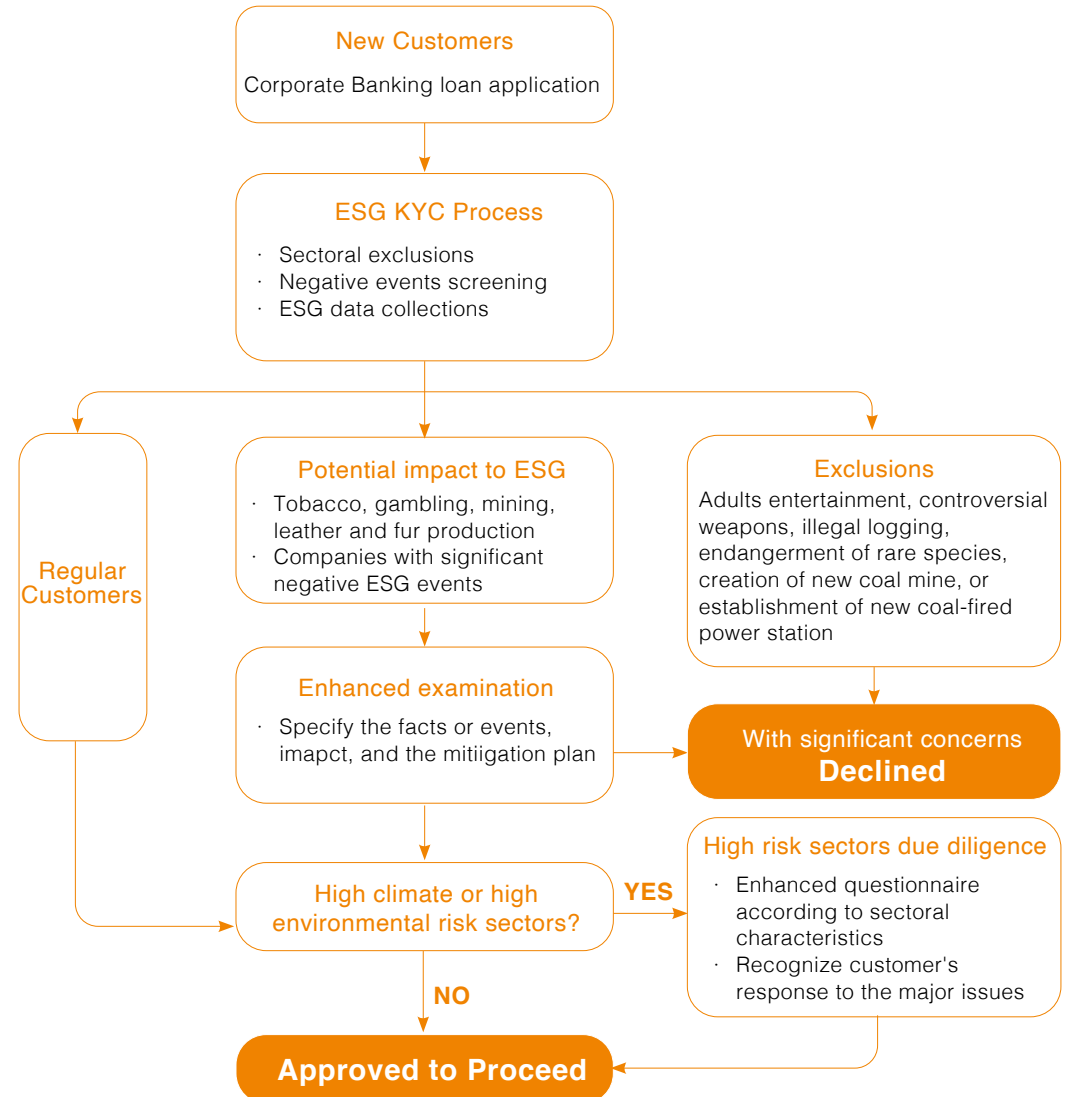 New Customers
Corporate Banking loan application
ESG KYC Process
· Sectoral exclusions
· Negative events screening
· ESG data collections
Regular
Customers
Potential impact to ESG
· Tobacco, gambling, mining,
leather and fur production
· Companies with significant
negative ESG events
Exclusions
Adults entertainment, controversial
weapons, illegal logging,
endangerment of rare species,
creation of new coal mine, or
establishment of new coal-fired
power station
Enhanced examination
· Specify the facts or events,
imapct, and the mitiigation plan
With significant concerns
Declined
High climate or high
environmental risk sectors?
YES
High risk sectors due diligence
· Enhanced questionnaire
according to sectoral
characteristics
· Recognize customer's
response to the major issues
NO
Approved to Proceed